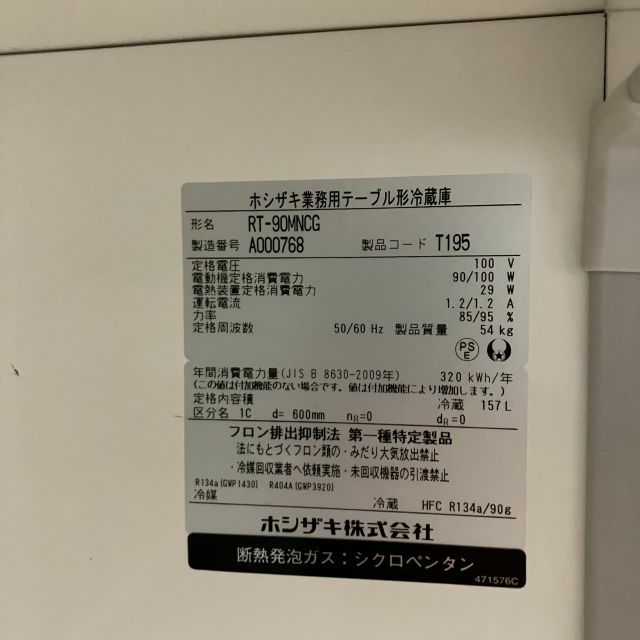 ホシザキ業務用テーブル形冷蔵庫
形名 RT-90MNCG
製造番号 A000768 製品コード T195
定格電圧 100 V
電動機定格消費電力 90/100 W
電熱装置定格消費電力 29 W
運転電流 1.2/1.2 A
力率 85/95 %
定格周波数 50/60 Hz 製品質量 54 kg
PS
E
年間消費電力量(JIS B 8630-2009年) 320 kWh/年
(この値は付加機能のない場合です。値は付加機能により増加します。)
定格内容積 冷蔵 157 L
区分名 1C d= 600mm nR=0 dR=0
フロン排出抑制法 第一種特定製品
法にもとづくフロン類の・みだり大気放出禁止
・冷媒回収業者へ依頼実施・未回収機器の引渡禁止
R134a(GWP1430) R404A(GWP3920)
冷媒 冷蔵 HFC R134a/90g
ホシザキ株式会社
断熱発泡ガス：シクロペンタン
471576C